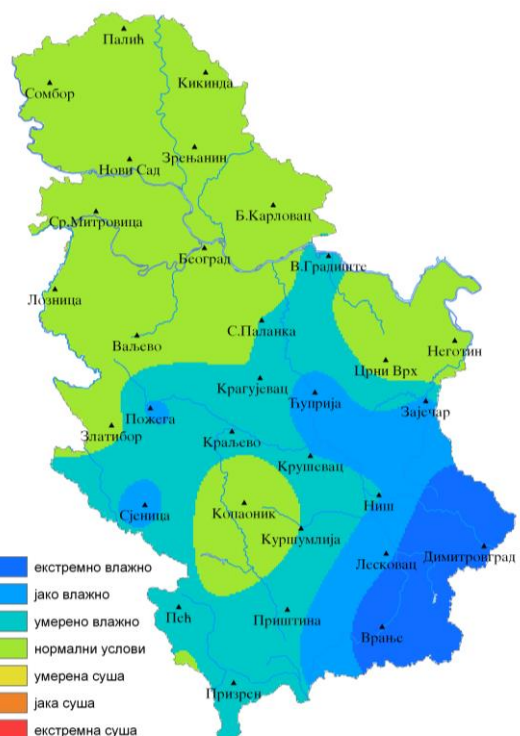 Палић
Кикинда
Сомбор
Зрењанин
Нови Сад
Б.Карловац
Ср.Митровица
Београд
В.Градиште
Лозница
С.Паланка
Ваљево
Неготин
Црни Врх
Крагујевац
Ћуприја
Зајечар
Пожега
Златибор
Краљево
Крушевац
Ниш
Сјеница
Копаоник
Куршумлија
Димитровград
Лесковац
Пећ
Приштина
Врање
Призрен
екстремно влажно
јако влажно
умерено влажно
нормални услови
умерена суша
јака суша
екстремна суша